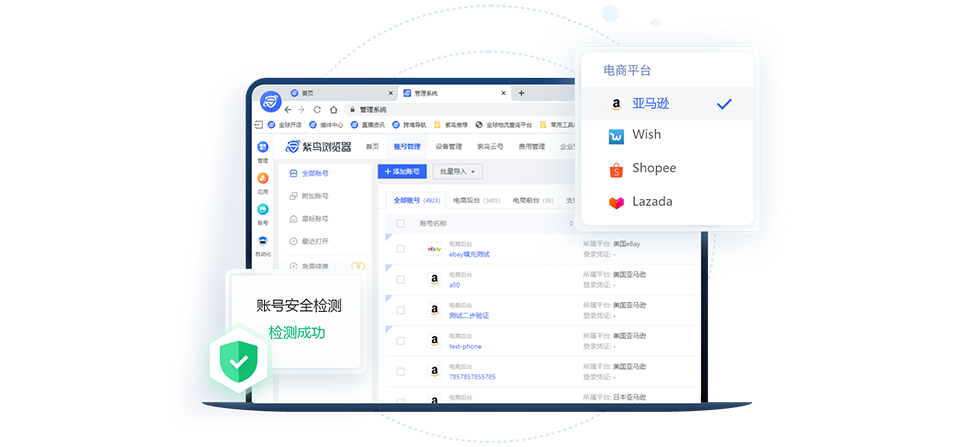 电商平台
亚马逊
Wish
Shopee
Lazada
首页
管理系统
管理系统
全球开店 插件中心 直播资讯 跨境导航 紫鸟推荐 全球物流查询平台 常用工具
紫鸟浏览器 首页 账号管理 设备管理 紫鸟云号 费用管理 企业
管理
应用
账号
自动化
全部账号
附加账号
星标账号
最近打开
急需续费 6
+ 添加账号 批量导入
全部账号 (4923) 电商后台 (3485) 电商前台 (38) 支
账号名称
ebay 电商后台 所属平台: 美国eBay
ebay填充测试 登录凭证: -
电商后台 所属平台: 美国亚马逊
a50 登录凭证: -
电商后台 所属平台: 美国亚马逊
测试二步验证 登录凭证: -
电商后台 所属平台: 美国亚马逊
test-phone 登录凭证: -
电商后台 所属平台: 美国亚马逊
7857857855785 登录凭证: -
电商后台 所属平台: 日本亚马逊
账号安全检测
检测成功